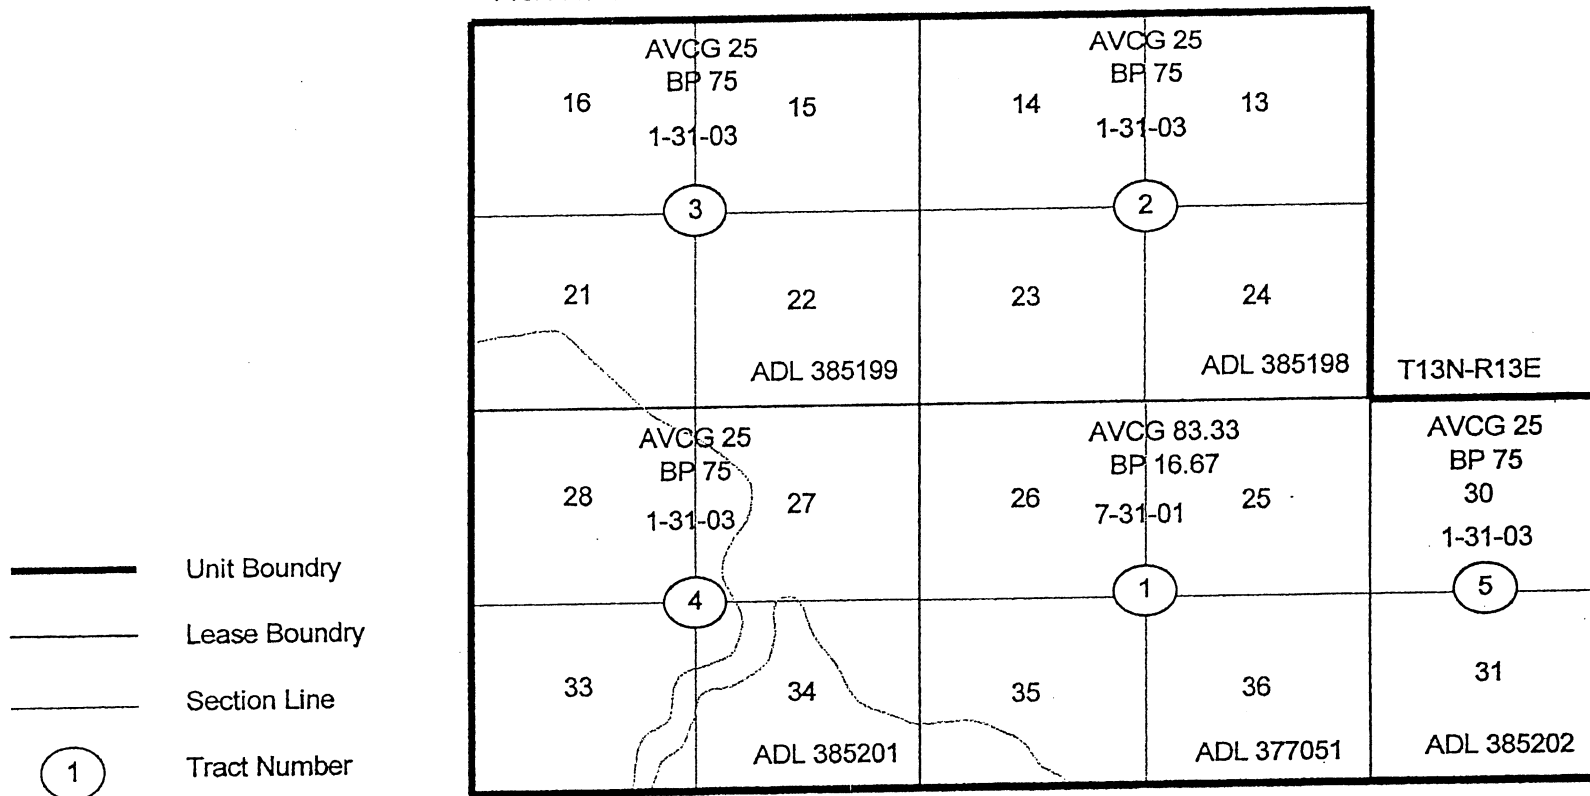 AVCG 25
BP 75
16
15
1-31-03
3
21
22
ADL 385199
AVCG 25
BP 75
14
13
1-31-03
2
23
24
ADL 385198
T13N-R13E
AVCG 25
BP 75
28
27
1-31-03
4
33
34
ADL 385201
AVCG 83.33
BP 16.67
26
25
7-31-01
1
35
36
ADL 377051
AVCG 25
BP 75
30
1-31-03
5
31
ADL 385202
Unit Boundry
Lease Boundry
Section Line
1 Tract Number